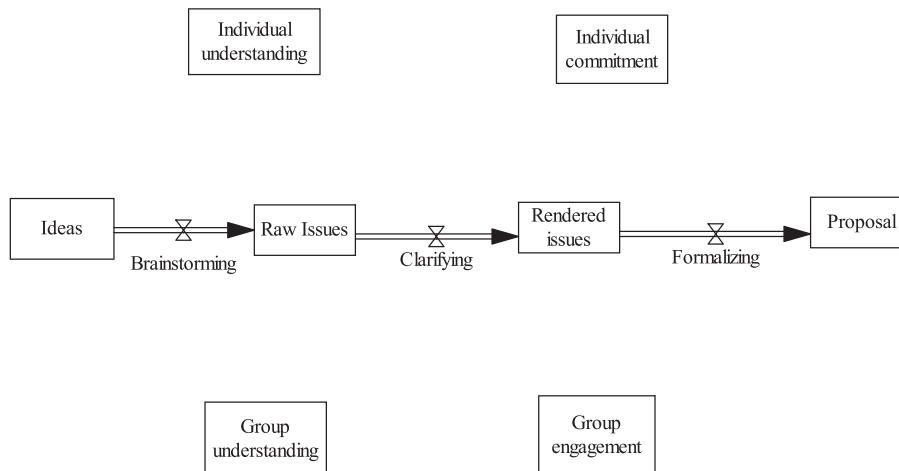 Individual
understanding
Individual
commitment
Ideas
Raw Issues
Rendered
issues
Proposal
Brainstorming
Clarifying
Formalizing
Group
understanding
Group
engagement